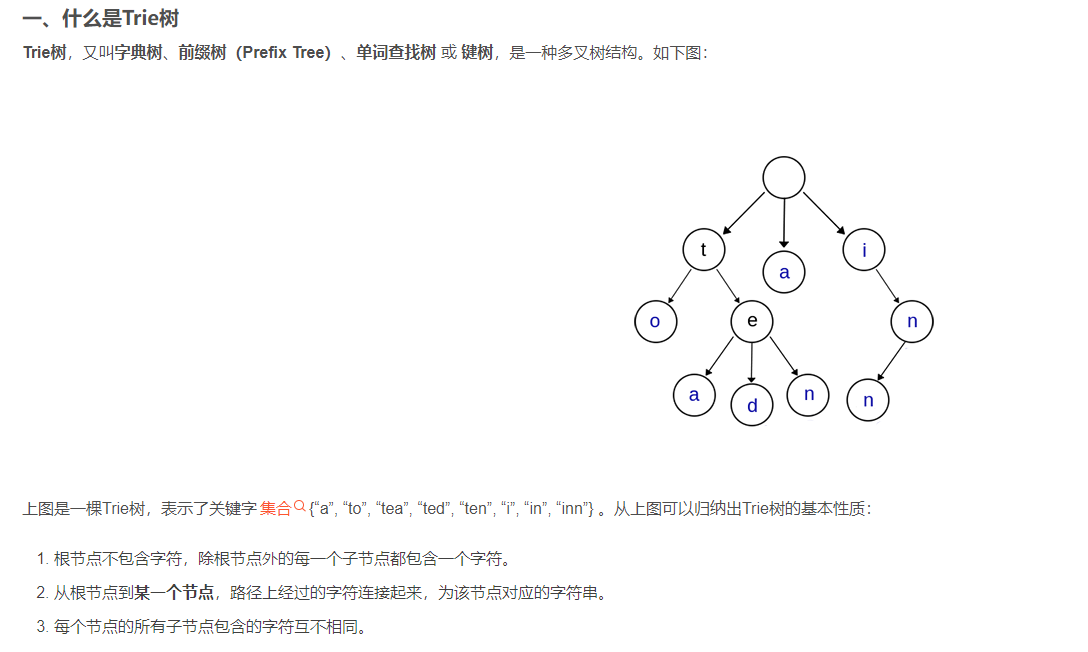 一、什么是Trie树
Trie树，又叫字典树、前缀树（Prefix Tree）、单词查找树 或 键树，是一种多叉树结构。如下图：
t
a
i
o
e
n
a
d
n
n
上图是一棵Trie树，表示了关键字 集合 {“a”, “to”, “tea”, “ted”, “ten”, “i”, “in”, “inn”} 。从上图可以归纳出Trie树的基本性质：
1. 根节点不包含字符，除根节点外的每一个子节点都包含一个字符。
2. 从根节点到某一个节点，路径上经过的字符连接起来，为该节点对应的字符串。
3. 每个节点的所有子节点包含的字符互不相同。